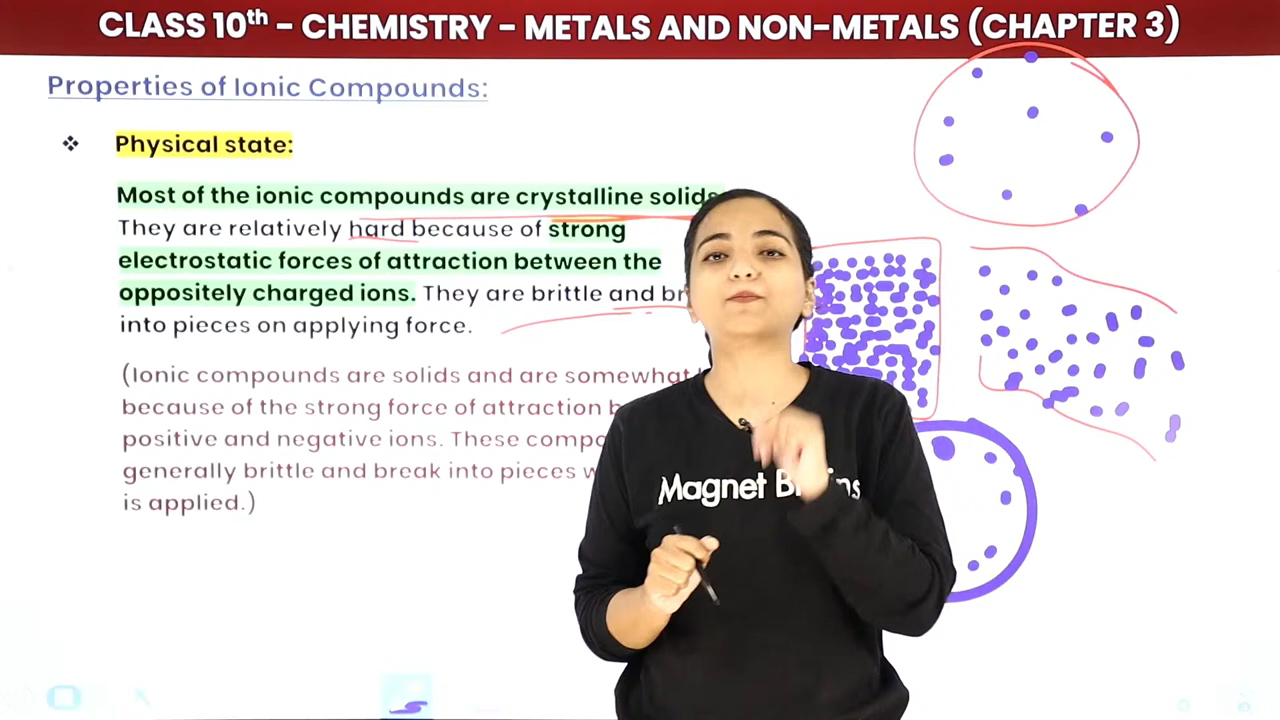 CLASS 10th - CHEMISTRY - METALS AND NON-METALS (CHAPTER 3)
Properties of Ionic Compounds:
❖ Physical state:
Most of the ionic compounds are crystalline solids
They are relatively hard because of strong
electrostatic forces of attraction between the
oppositely charged ions. They are brittle and
into pieces on applying force.
(Ionic compounds are solids and are somewhat
because of the strong force of attraction
positive and negative ions. These
generally brittle and break into pieces
is applied.)
Magnet